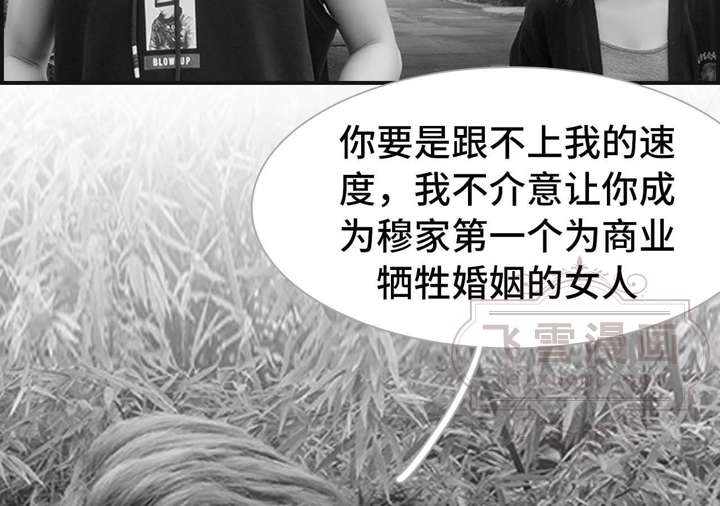 BLOW UP
你要是跟不上我的速
度，我不介意让你成
为穆家第一个为商业
牺牲婚姻的女人
飞雪漫画